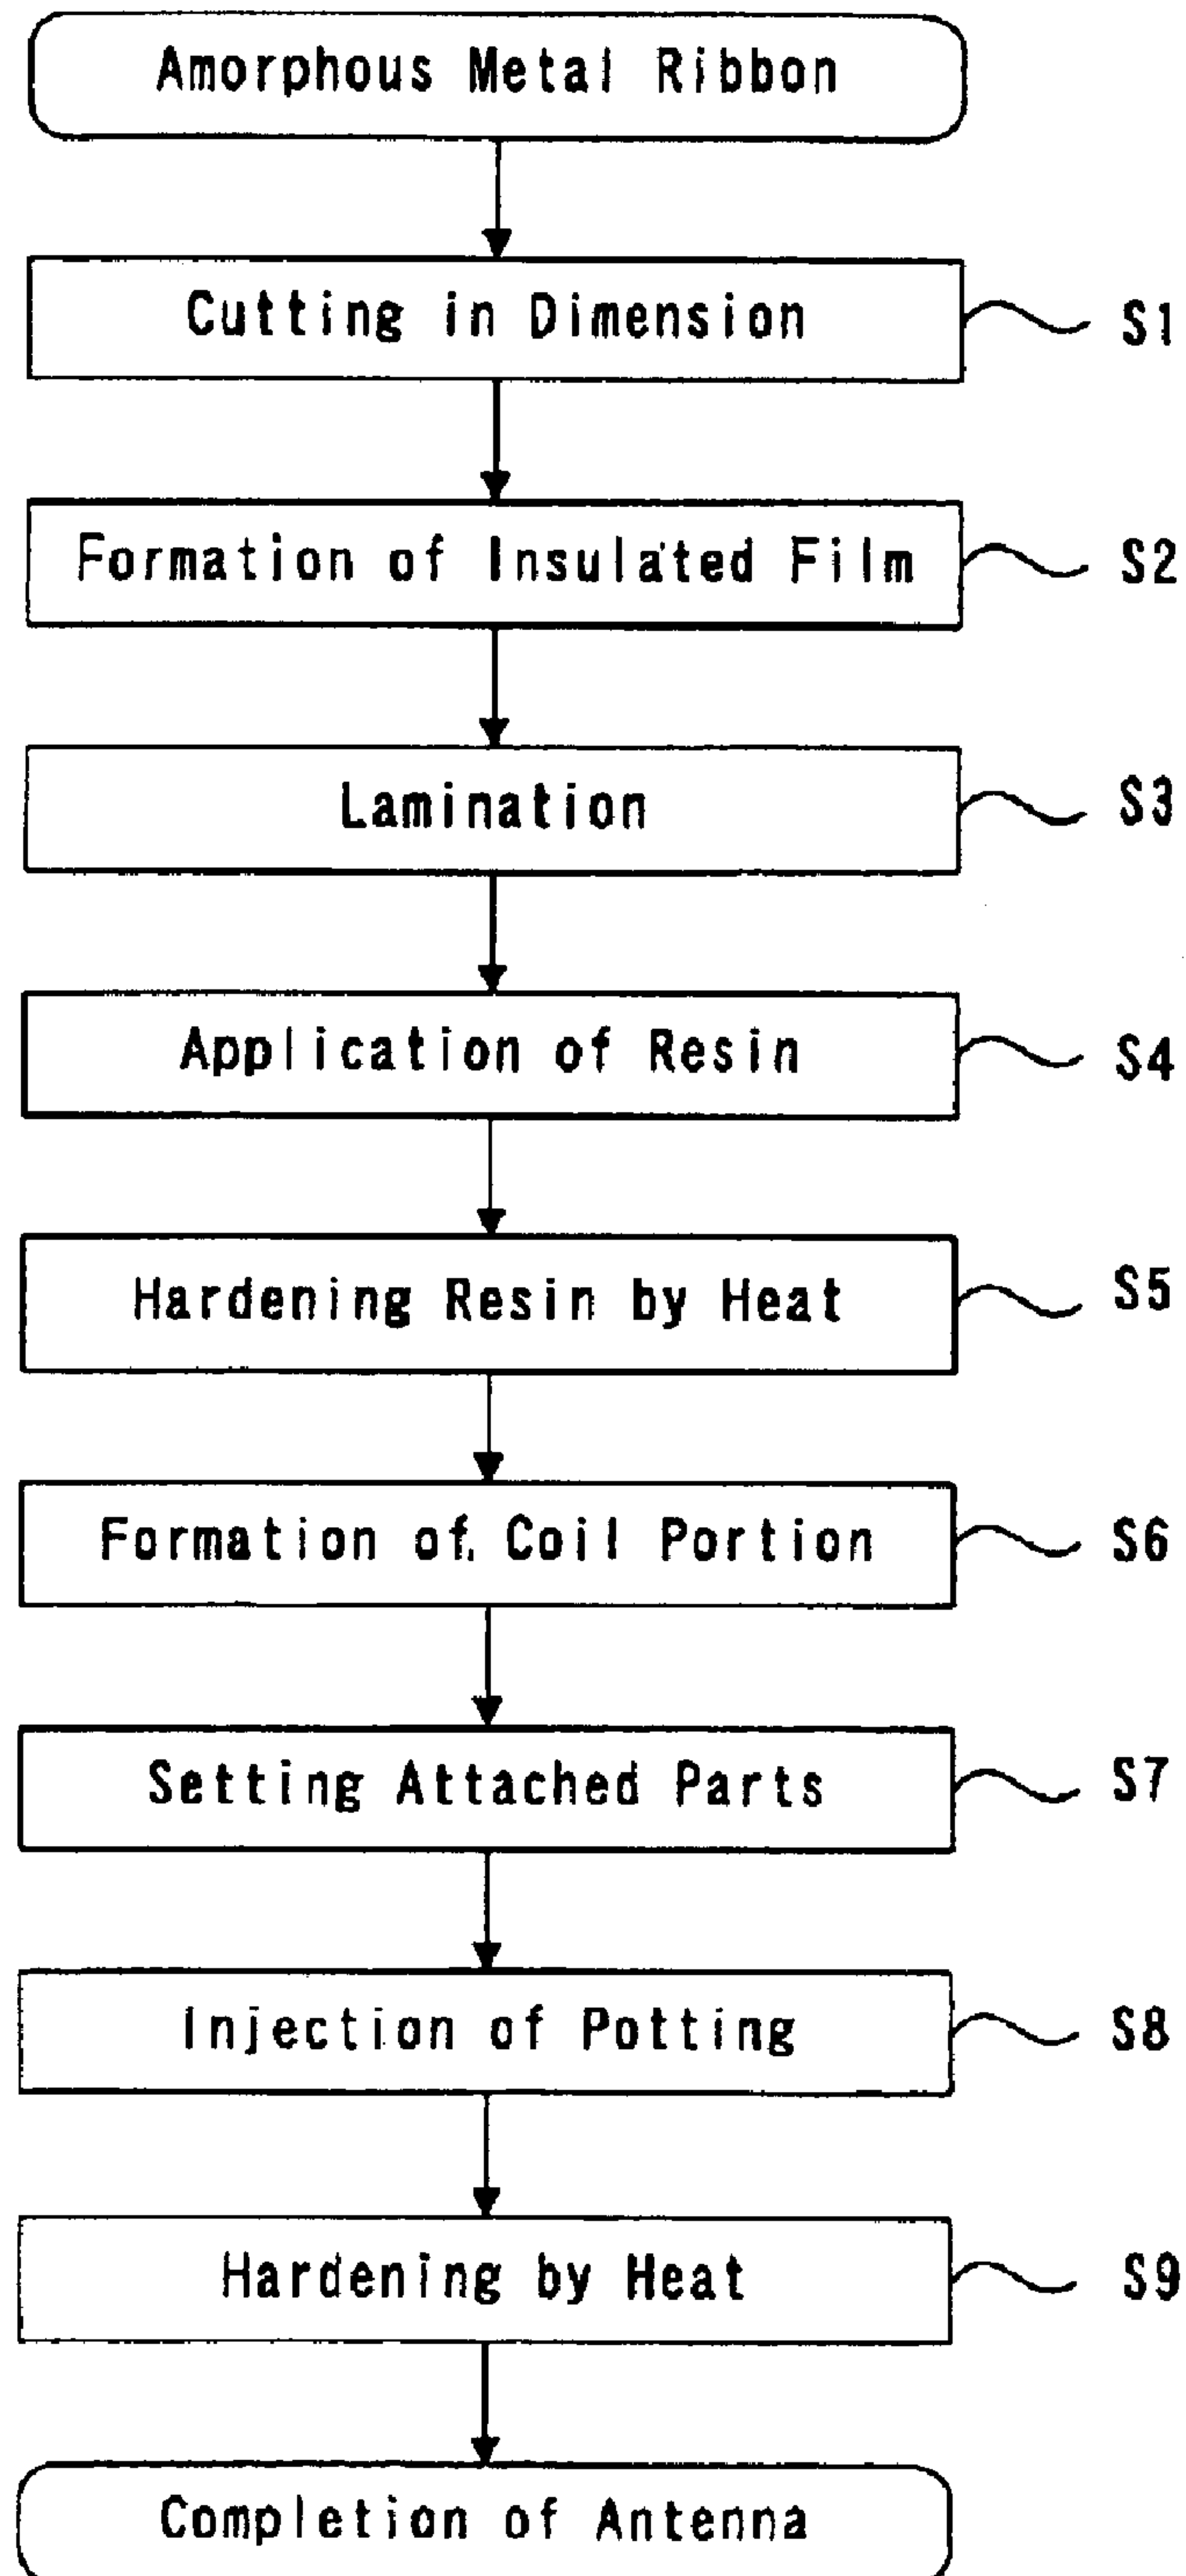 Amorphous Metal Ribbon
Cutting in Dimension S1
Formation of Insulated Film S2
Lamination S3
Application of Resin S4
Hardening Resin by Heat S5
Formation of Coil Portion S6
Setting Attached Parts S7
Injection of Potting S8
Hardening by Heat S9
Completion of Antenna